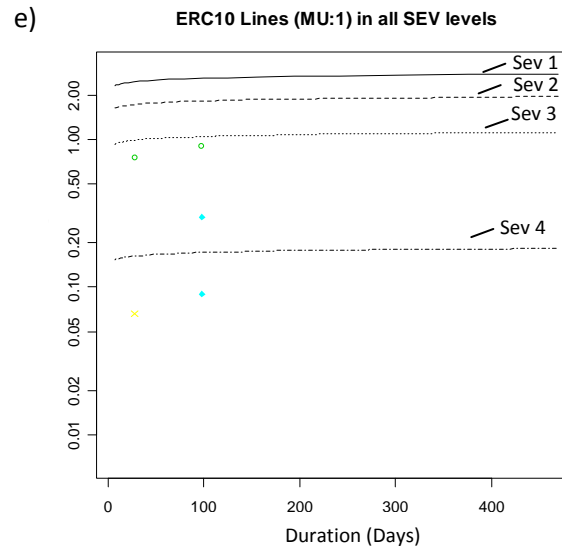 e)
ERC10 Lines (MU:1) in all SEV levels
Sev 1
Sev 2
Sev 3
Sev 4
2.00
1.00
0.50
0.20
0.10
0.05
0.02
0.01
0
100
200
300
400
Duration (Days)